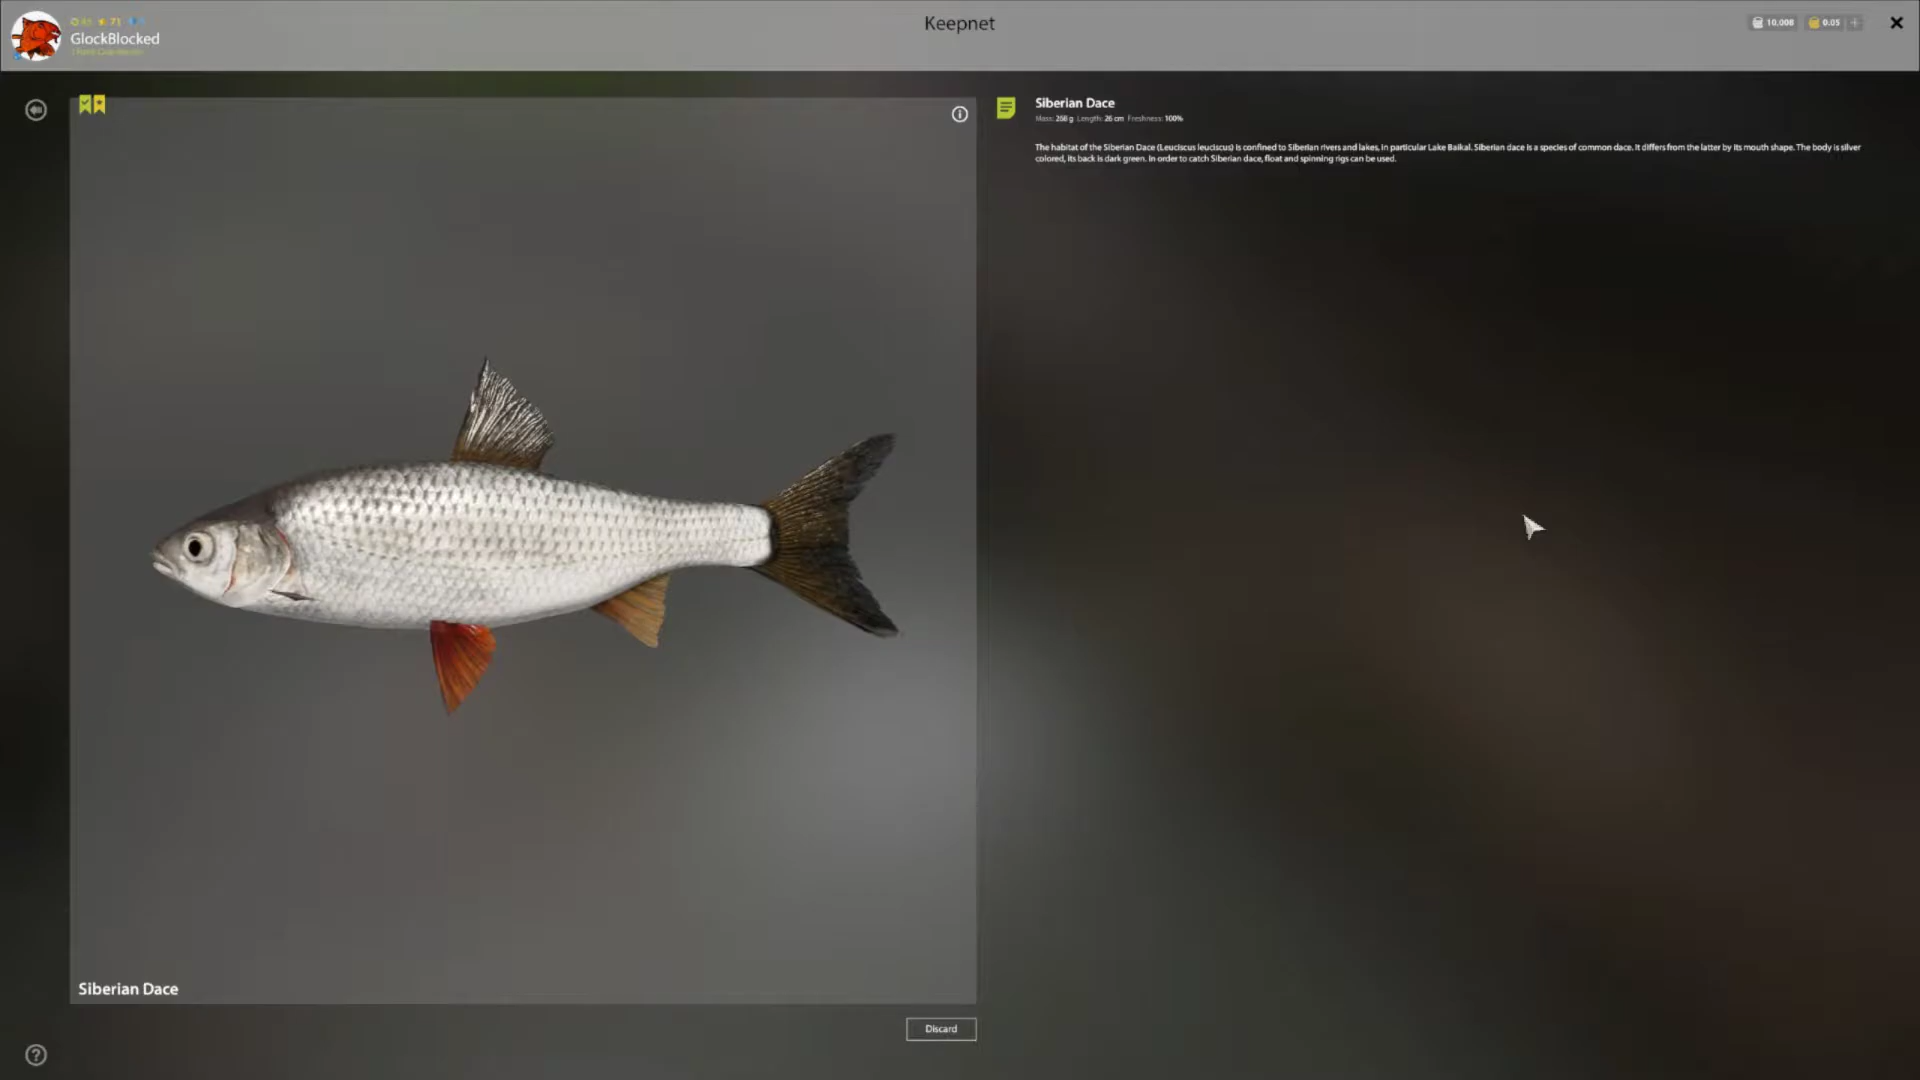 71
GlockBlocked
Keepnet
10.008
0.05
Siberian Dace
Mass: 268 g Length: 26 cm Freshness: 100%
The habitat of the Siberian Dace (Leuciscus leuciscus) is confined to Siberian rivers and lakes, in particular Lake Baikal. Siberian dace is a species of common dace. It differs from the latter by its mouth shape. The body is silver
colored, its back is dark green. In order to catch Siberian dace, float and spinning rigs can be used.
Siberian Dace
Discard